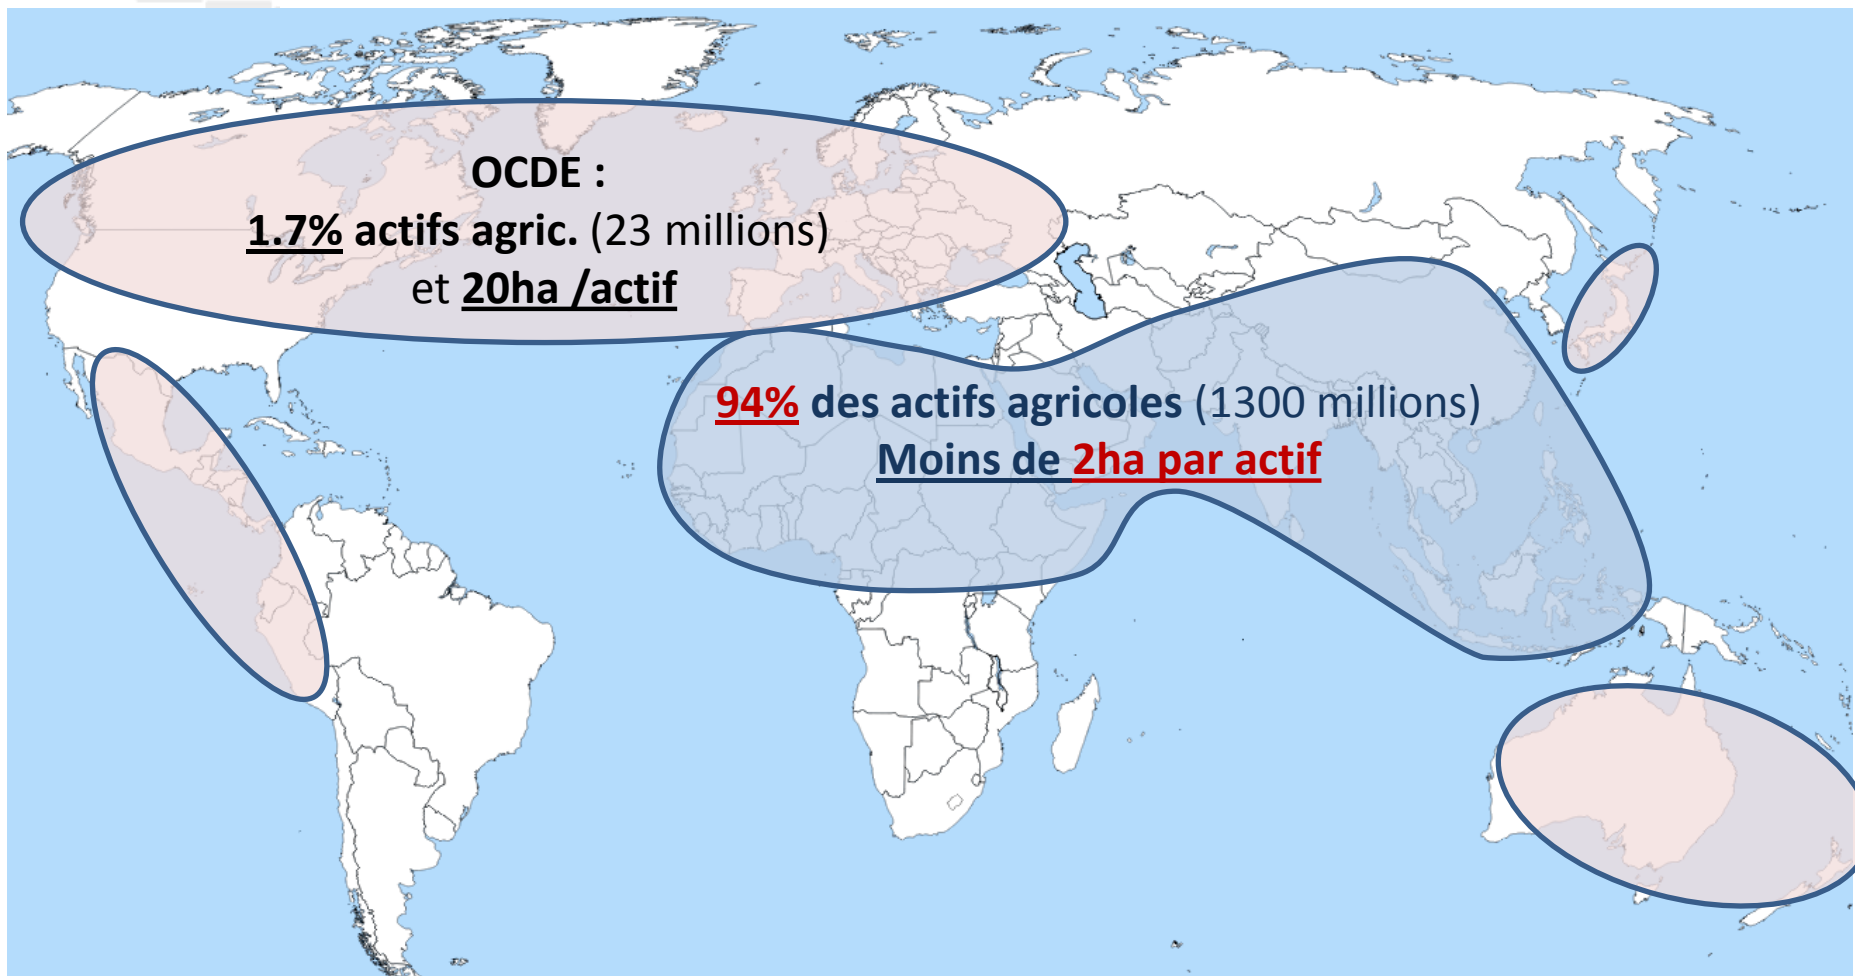 OCDE :
1.7% actifs agric. (23 millions)
et 20ha /actif
94% des actifs agricoles (1300 millions)
Moins de 2ha par actif